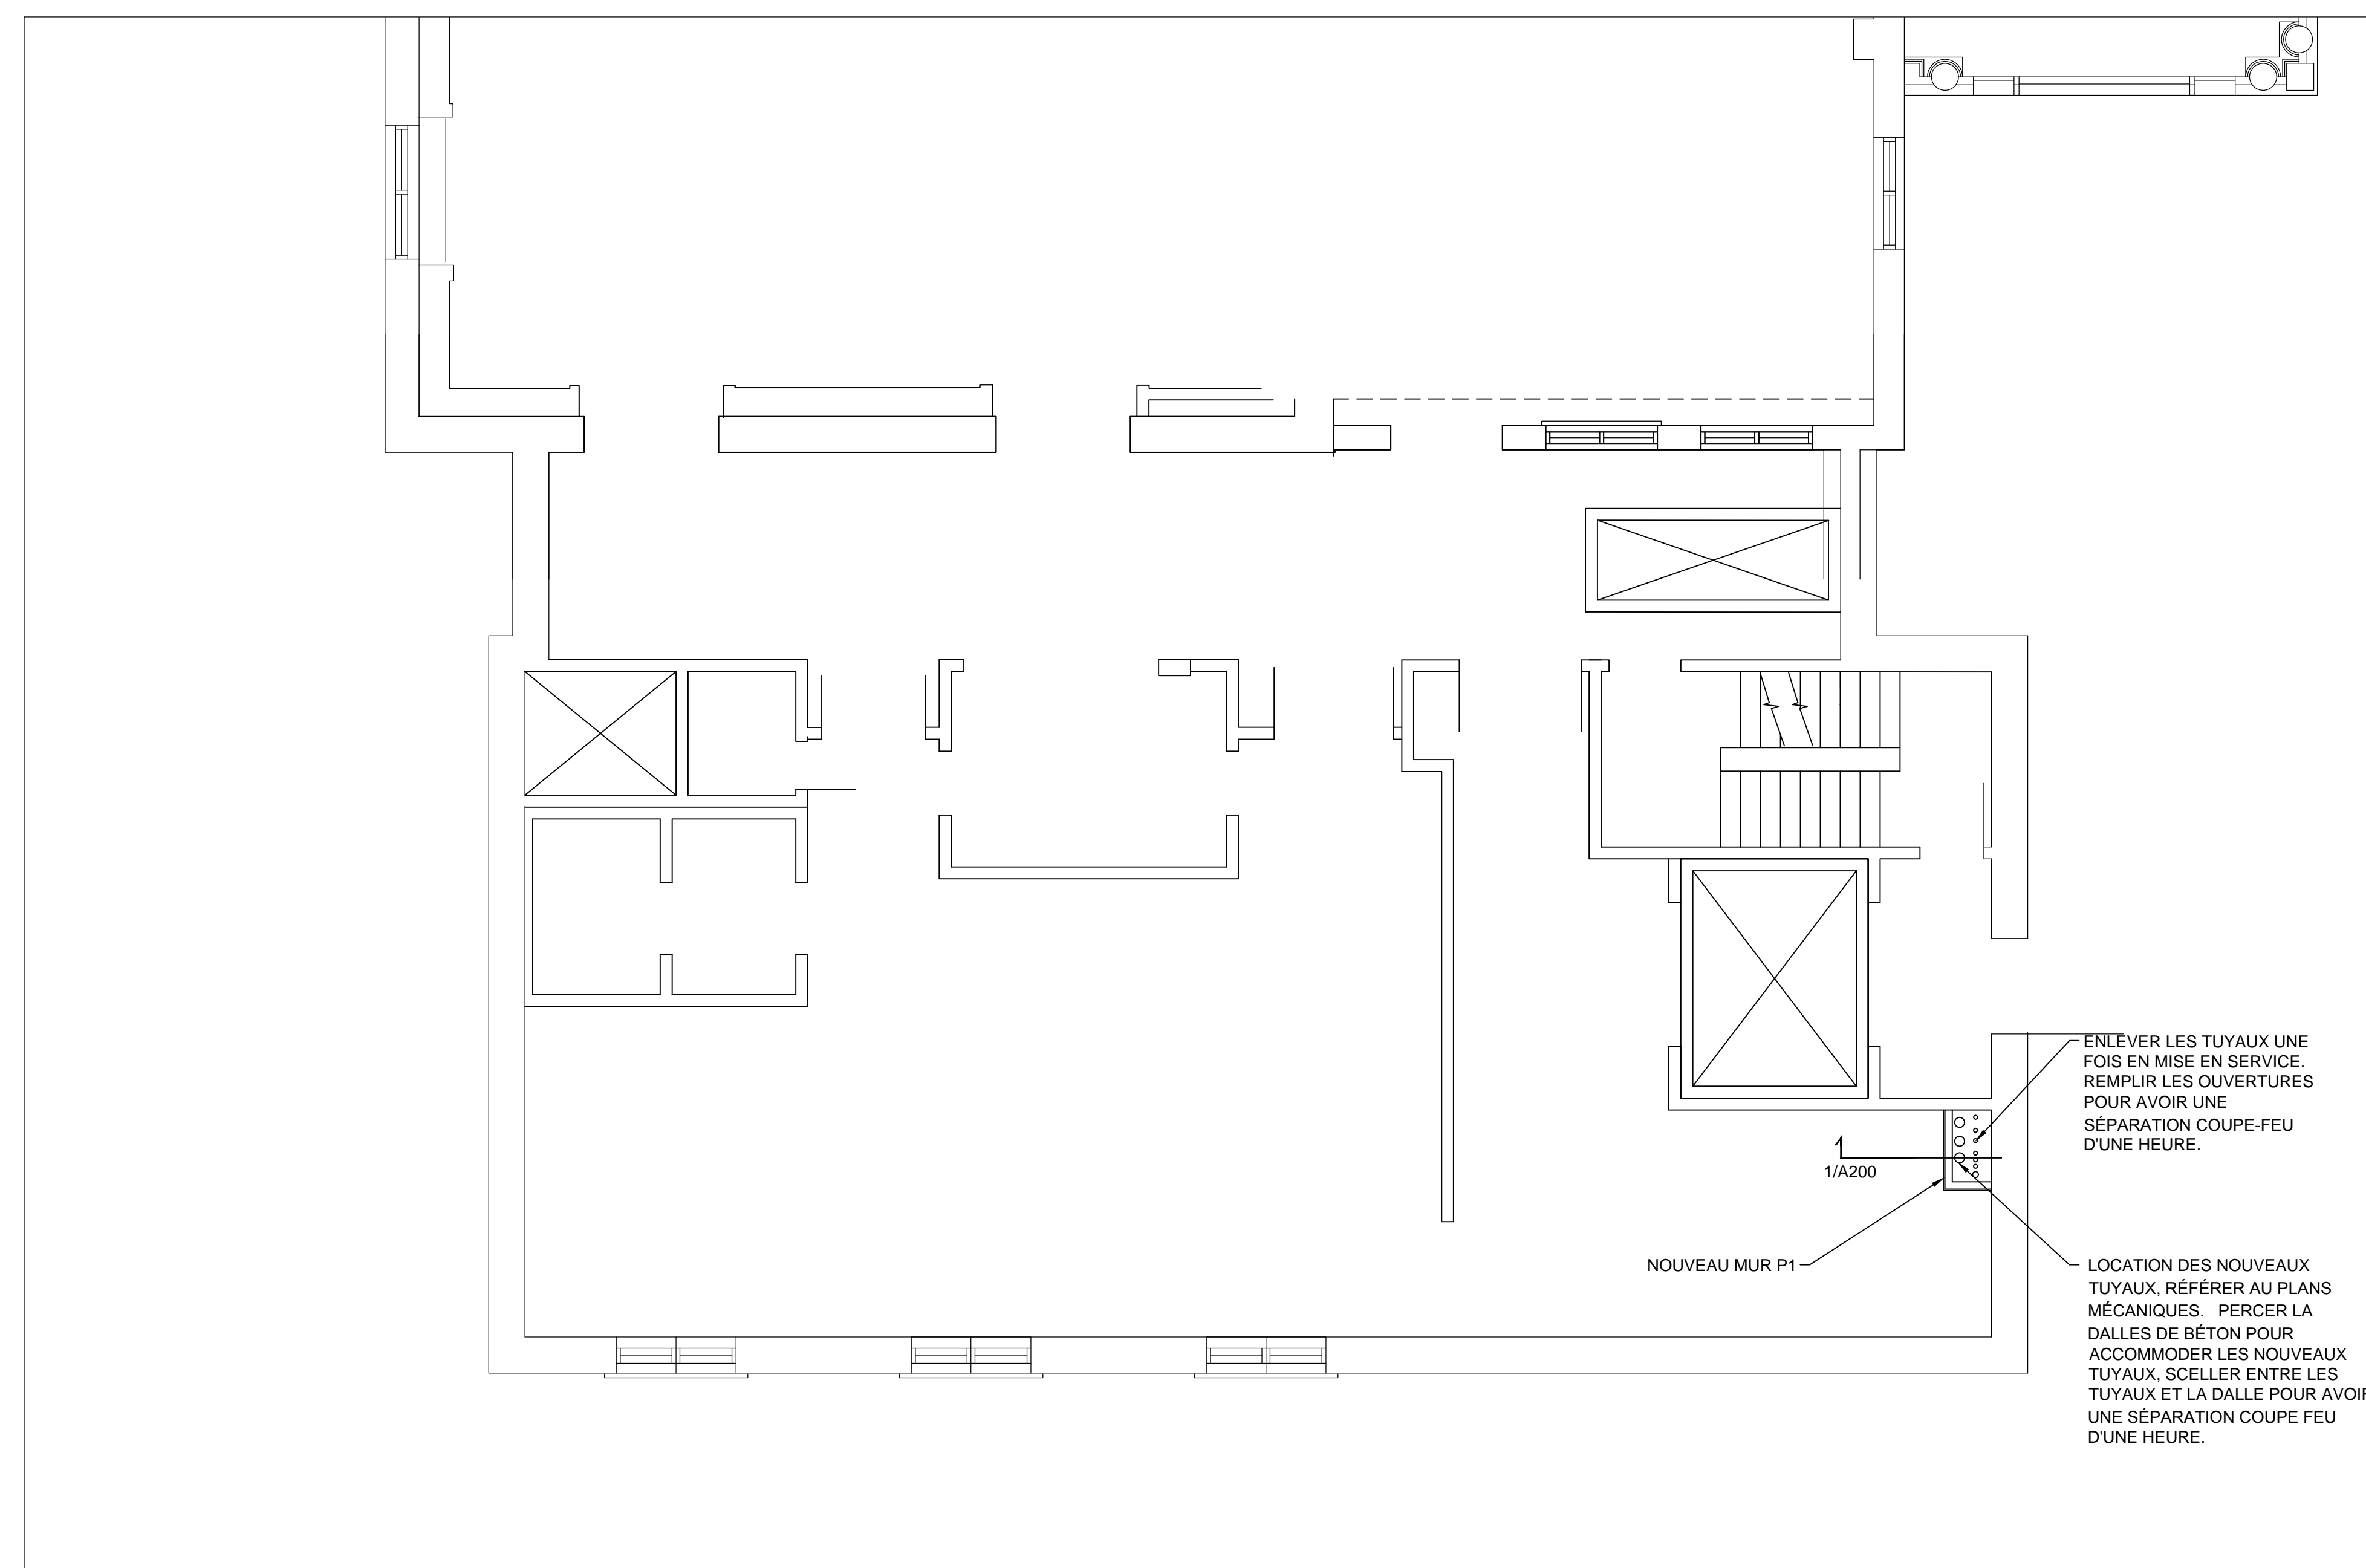 ENLEVER LES TUYAUX UNE
FOIS EN MISE EN SERVICE.
REMPLIR LES OUVERTURES
POUR AVOIR UNE
SÉPARATION COUPE-FEU
D'UNE HEURE.
1/A200
NOUVEAU MUR P1
LOCATION DES NOUVEAUX
TUYAUX, RÉFÉRER AU PLANS
MÉCANIQUES. PERCER LA
DALLES DE BÉTON POUR
ACCOMMODER LES NOUVEAUX
TUYAUX, SCELLER ENTRE LES
TUYAUX ET LA DALLE POUR AVOIR
UNE SÉPARATION COUPE FEU
D'UNE HEURE.